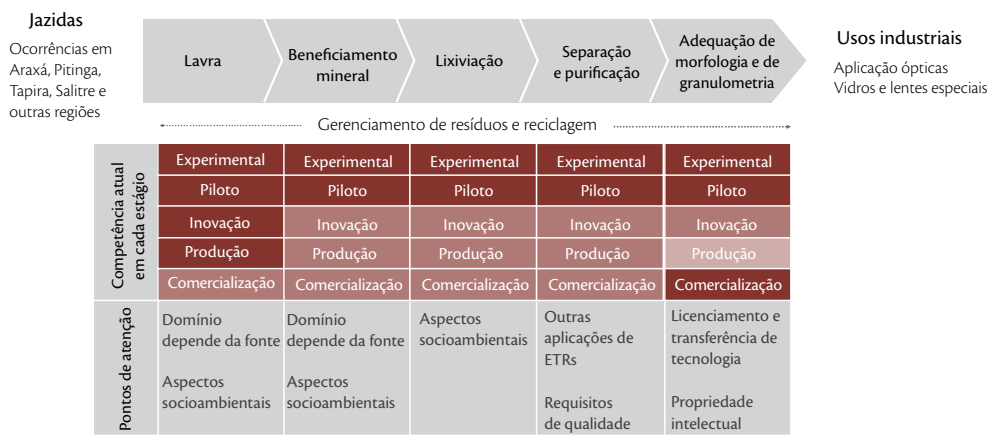 Jazidas
Ocorrências em
Araxá, Pitinga,
Tapira, Salitre e
outras regiões
Lavra
Beneficiamento
mineral
Lixiviação
Separação
e purificação
Adequação de
morfologia e de
granulometria
Usos industriais
Aplicação ópticas
Vidros e lentes especiais
Gerenciamento de resíduos e reciclagem
Competência atual
em cada estágio
Experimental
Experimental
Experimental
Experimental
Experimental
Piloto
Piloto
Piloto
Piloto
Piloto
Inovação
Inovação
Inovação
Inovação
Inovação
Produção
Produção
Produção
Produção
Produção
Comercialização
Comercialização
Comercialização
Comercialização
Comercialização
Pontos de atenção
Domínio
depende da fonte
Aspectos
socioambientais
Domínio
depende da fonte
Aspectos
socioambientais
Aspectos
socioambientais
Outras
aplicações de
ETRs
Requisitos
de qualidade
Licenciamento e
transferência de
tecnologia
Propriedade
intelectual